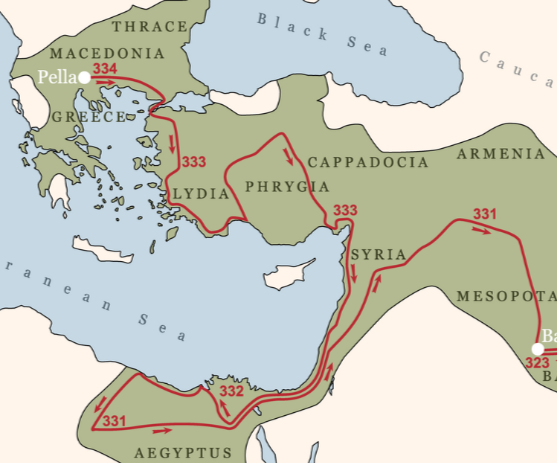 THRACE
Black Sea
MACEDONIA
Cauca
Pella
334
GREECE
333
CAPPADOCIA
ARMENIA
LYDIA
PHRYGIA
333
331
SYRIA
ranean Sea
MESOPOTA
Ba
323
BA
332
331
AEGYPTUS